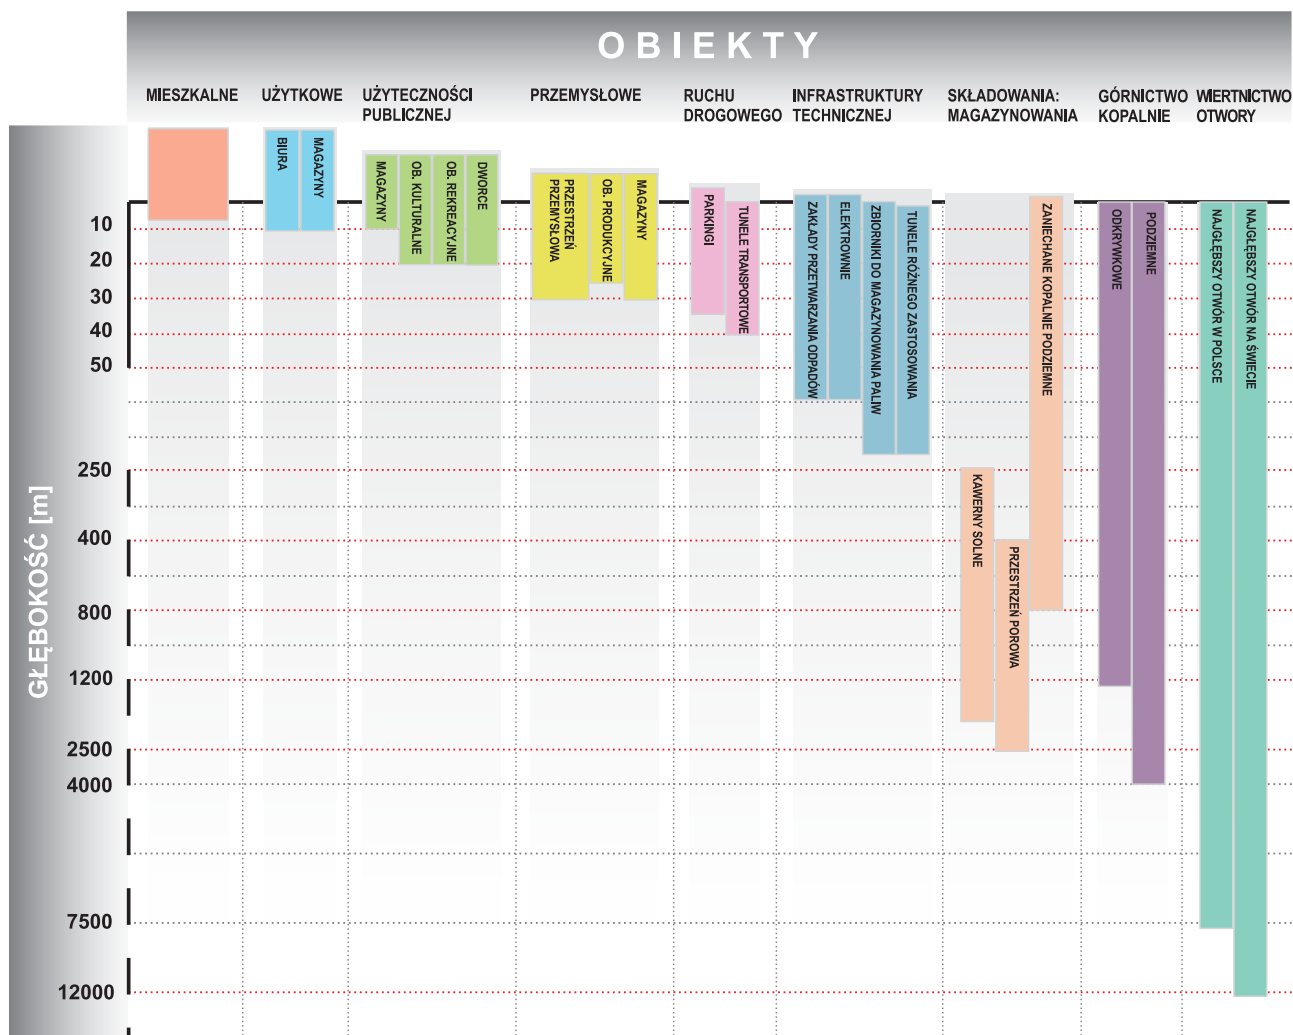 OBIEKTY
MIESZKALNE
UŻYTKOWE
UŻYTECZNOŚCI
PUBLICZNEJ
PRZEMYSŁOWE
RUCHU
DROGOWEGO
INFRASTRUKTURY
TECHNICZNEJ
SKŁADOWANIA:
MAGAZYNOWANIA
GÓRNICTWO
KOPALNIE
WIERTNICTWO
OTWORY
BIURA
MAGAZYNY
MAGAZYNY
OB. KULTURALNE
OB. REKREACYJNE
DWORCE
PRZESTRZEŃ
PRZEMYSŁOWA
OB. PRODUKCYJNE
MAGAZYNY
PARKINGI
TUNELE TRANSPORTOWE
ZAKŁADY PRZETWARZANIA ODPADÓW
ELEKTROWNIE
ZBIORNIKI DO MAGAZYNOWANIA PALIW
TUNELE RÓŻNEGO ZASTOSOWANIA
KAWERNY SOLNE
PRZESTRZEŃ POROWA
ZANIECHANE KOPALNIE PODZIEMNE
ODKRYWKOWE
PODZIEMNE
NAJGŁĘBSZY OTWÓR W POLSCE
NAJGŁĘBSZY OTWÓR NA ŚWIECIE
GŁĘBOKOŚĆ [m]
10
20
30
40
50
250
400
800
1200
2500
4000
7500
12000